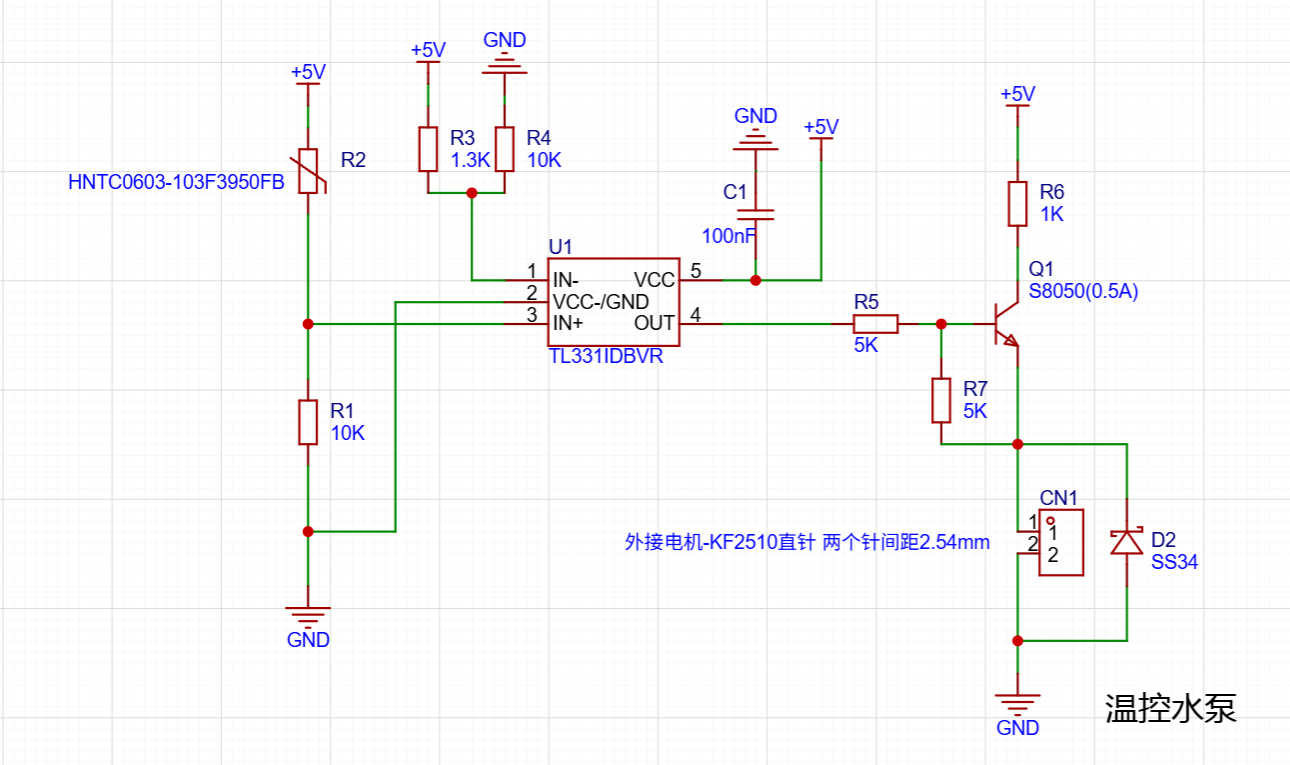 +5V
R2
HNTC0603-103F3950FB
+5V
GND
R3
1.3K
R4
10K
GND
+5V
C1
100nF
U1
1
IN-
VCC
5
2
VCC-/GND
3
IN+
OUT
4
TL331IDBVR
+5V
R6
1K
Q1
S8050(0.5A)
R5
5K
R7
5K
R1
10K
GND
CN1
1
1
2
2
外接电机-KF2510直针 两个针间距2.54mm
D2
SS34
GND
温控水泵